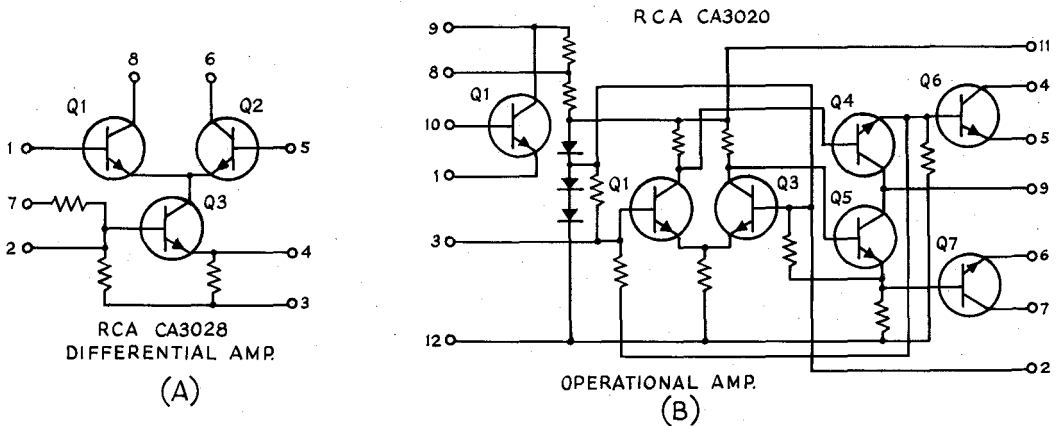 RCA CA3020
9
8
6
11
8
Q6
Q1
Q2
Q4
4
Q1
1
5
10
5
1
7
Q3
Q1
Q3
Q5
9
2
4
3
Q7
6
3
7
RCA CA3028
12
DIFFERENTIAL AMP.
2
(A)
OPERATIONAL AMP.
(B)